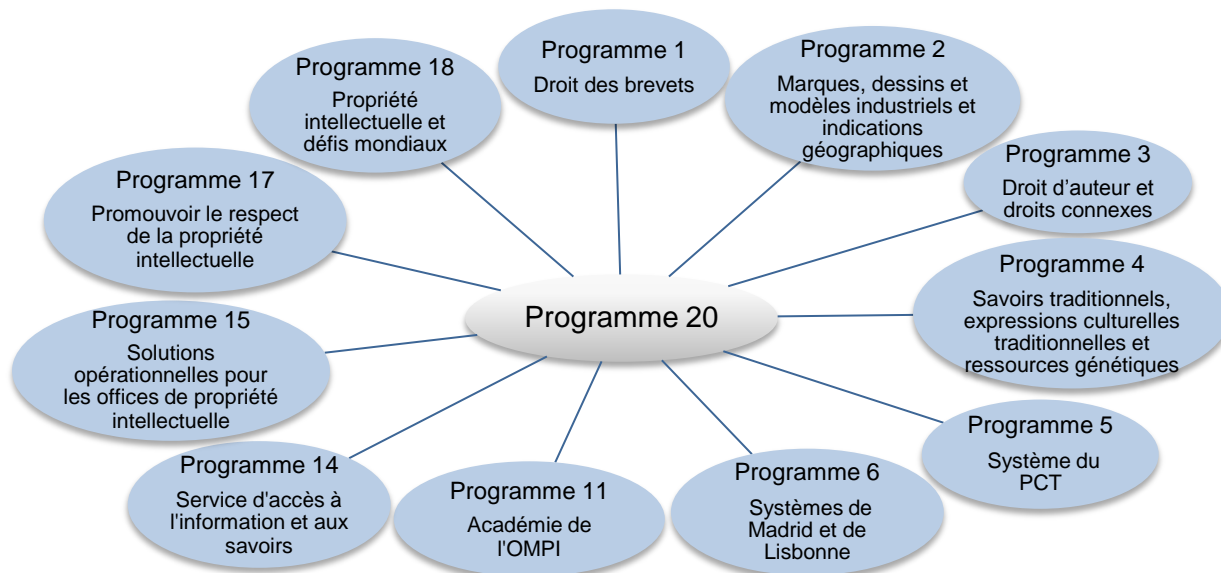 Programme 1
Droit des brevets
Programme 2
Marques, dessins et
modèles industriels et
indications
géographiques
Programme 18
Propriété
intellectuelle et
défis mondiaux
Programme 3
Droit d’auteur et
droits connexes
Programme 17
Promouvoir le respect
de la propriété
intellectuelle
Programme 4
Savoirs traditionnels,
expressions culturelles
traditionnelles et
ressources génétiques
Programme 20
Programme 15
Solutions
opérationnelles pour
les offices de propriété
intellectuelle
Programme 5
Système du
PCT
Programme 14
Service d'accès à
l'information et aux
savoirs
Programme 11
Académie de
l'OMPI
Programme 6
Systèmes de
Madrid et de
Lisbonne